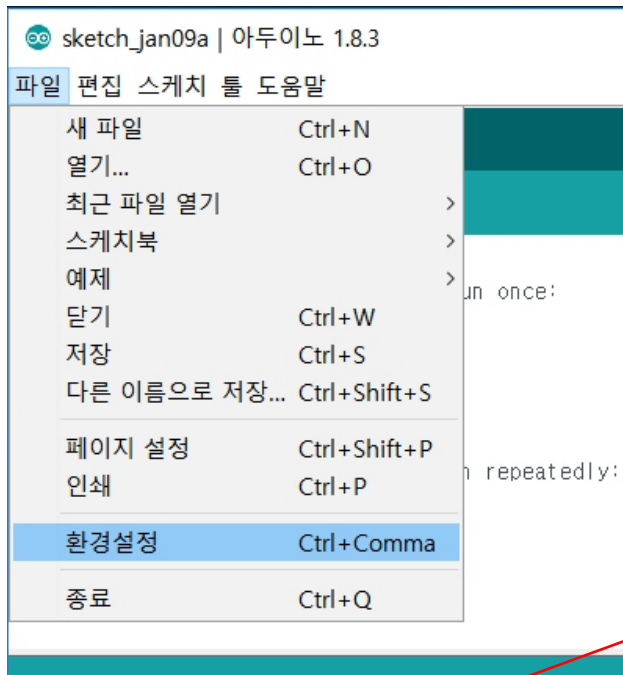 sketch_jan09a | 아두이노 1.8.3
파일 편집 스케치 툴 도움말
새 파일 Ctrl+N
열기... Ctrl+O
최근 파일 열기 >
스케치북 >
예제 >
un once:
닫기 Ctrl+W
저장 Ctrl+S
다른 이름으로 저장... Ctrl+Shift+S
페이지 설정 Ctrl+Shift+P
repeatedly:
인쇄 Ctrl+P
환경설정 Ctrl+Comma
종료 Ctrl+Q